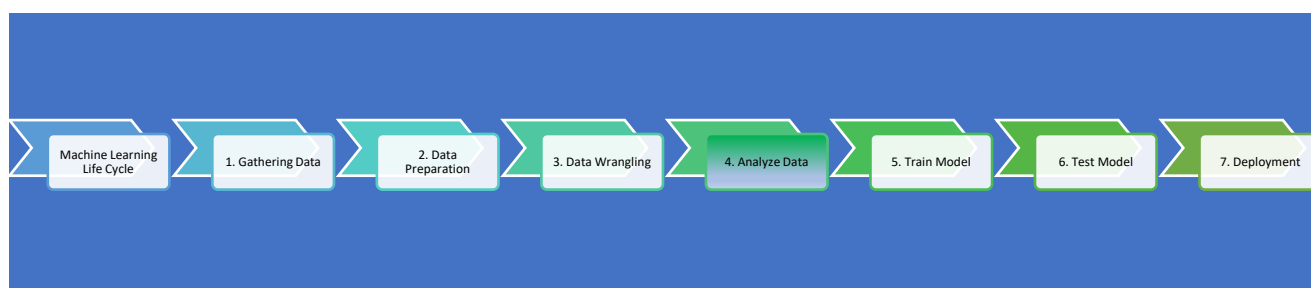 Machine Learning
Life Cycle
1. Gathering Data
2. Data
Preparation
3. Data Wrangling
4. Analyze Data
5. Train Model
6. Test Model
7. Deployment